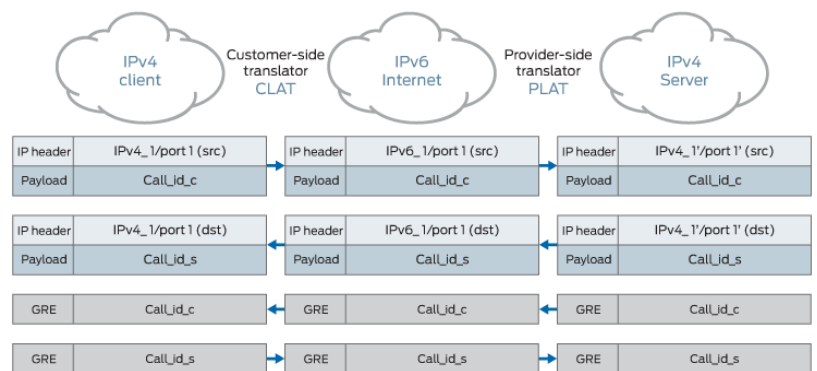 IPv4
client
Customer-side
translator
CLAT
IPv6
Internet
Provider-side
translator
PLAT
IPv4
Server
IP header IPv4_1/port 1 (src) IP header IPv6_1/port 1 (src) IP header IPv4_1'/port 1' (src)
Payload Call_id_c Payload Call_id_c Payload Call_id_c
IP header IPv4_1/port 1 (dst) IP header IPv6_1/port 1 (dst) IP header IPv4_1'/port 1' (dst)
Payload Call_id_s Payload Call_id_s Payload Call_id_s
GRE Call_id_c GRE Call_id_c GRE Call_id_c
GRE Call_id_s GRE Call_id_s GRE Call_id_s